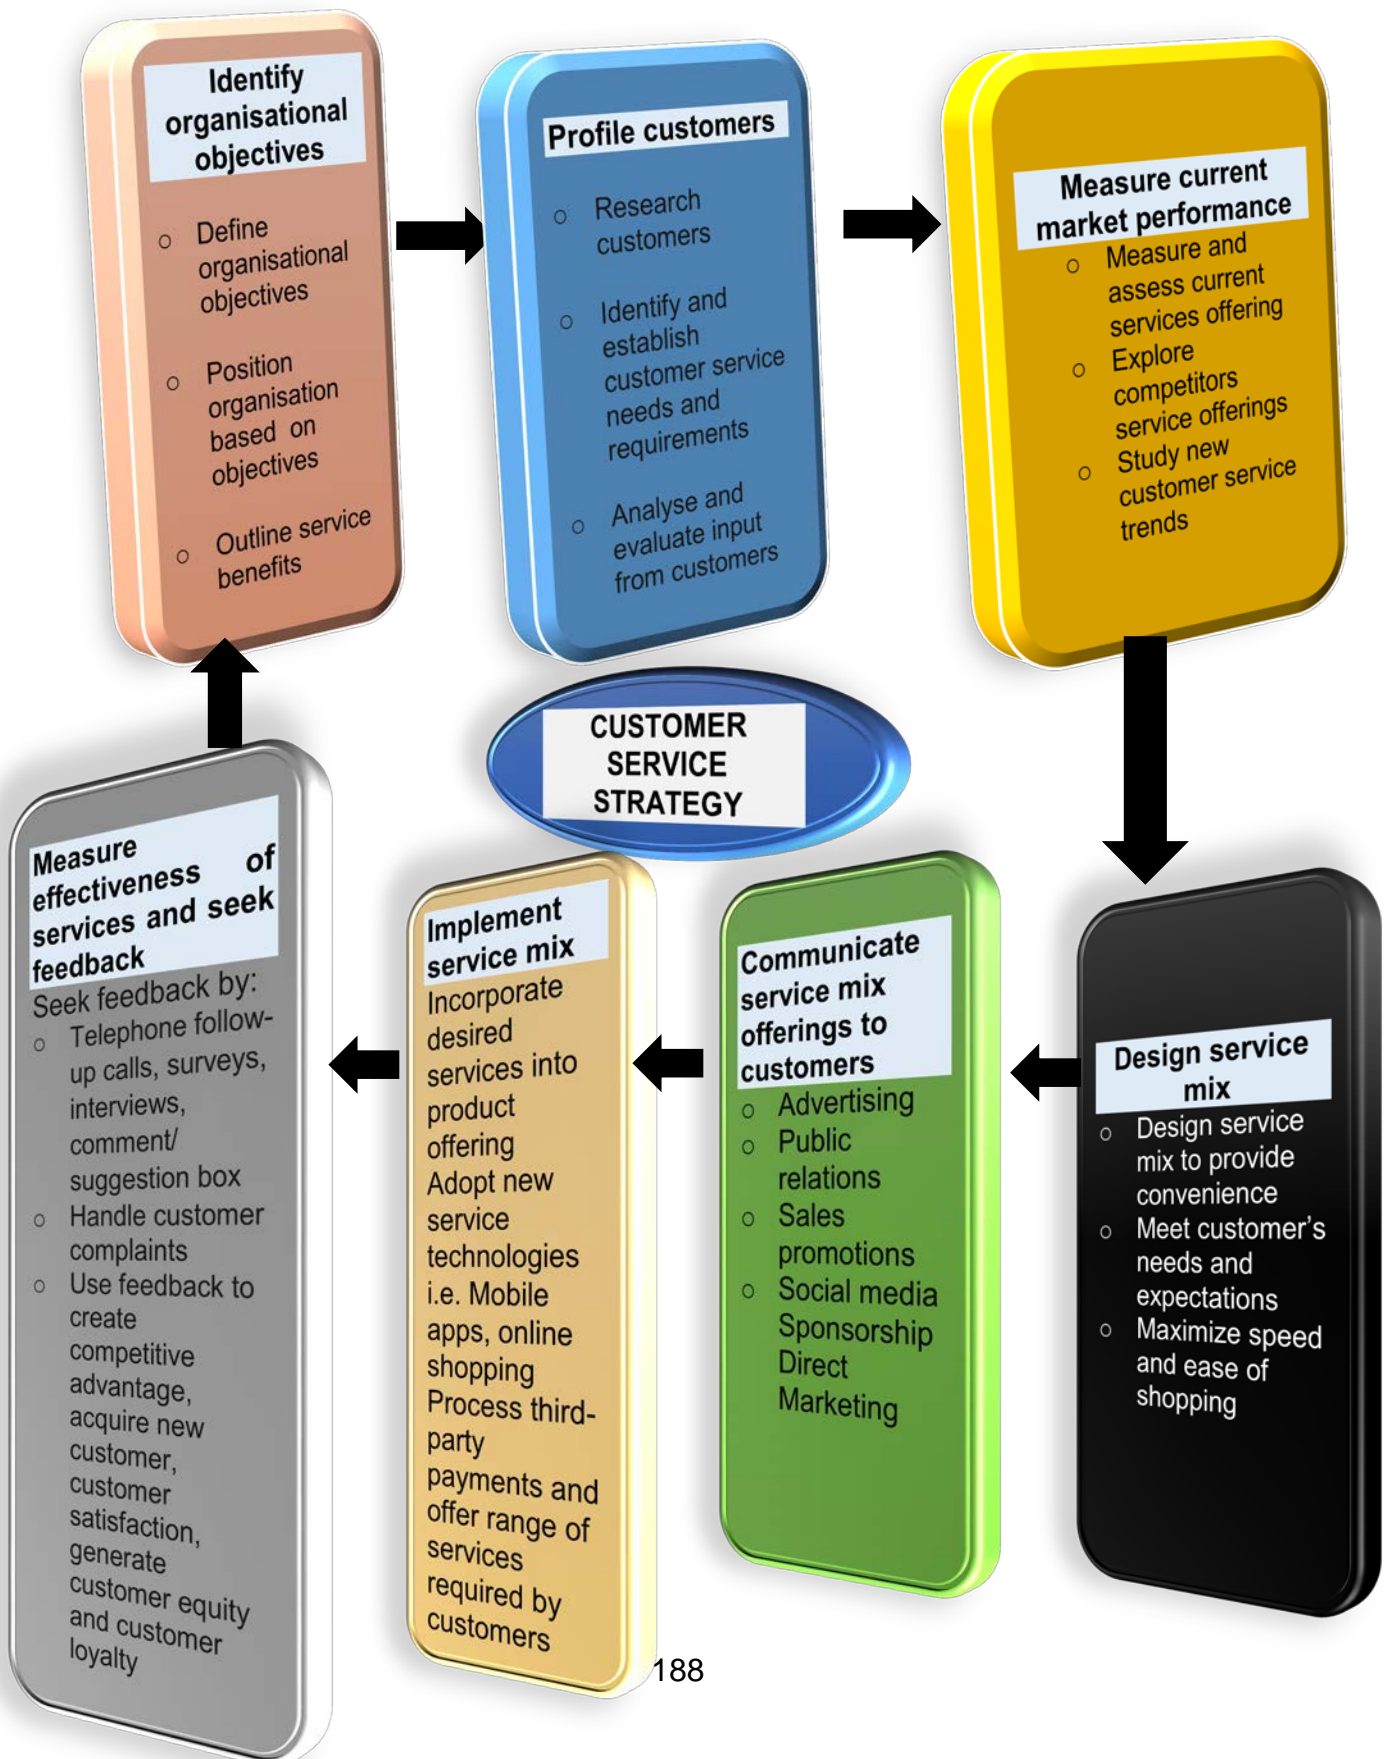 Identify
organisational
objectives
○ Define
organisational
objectives
○ Position
organisation
based on
objectives
○ Outline service
benefits
Profile customers
○ Research
customers
○ Identify and
establish
customer service
needs and
requirements
○ Analyse and
evaluate input
from customers
Measure current
market performance
○ Measure and
assess current
services offering
○ Explore
competitors
service offerings
○ Study new
customer service
trends
CUSTOMER
SERVICE
STRATEGY
Design service
mix
○ Design service
mix to provide
convenience
○ Meet customer’s
needs and
expectations
○ Maximize speed
and ease of
shopping
Communicate
service mix
offerings to
customers
○ Advertising
○ Public
relations
○ Sales
promotions
○ Social media
Sponsorship
Direct
Marketing
Implement
service mix
Incorporate
desired
services into
product
offering
Adopt new
service
technologies
i.e. Mobile
apps, online
shopping
Process third-
party
payments and
offer range of
services
required by
customers
Measure
effectiveness of
services and seek
feedback
Seek feedback by:
○ Telephone follow-
up calls, surveys,
interviews,
comment/
suggestion box
○ Handle customer
complaints
○ Use feedback to
create
competitive
advantage,
acquire new
customer,
customer
satisfaction,
generate
customer equity
and customer
loyalty
188